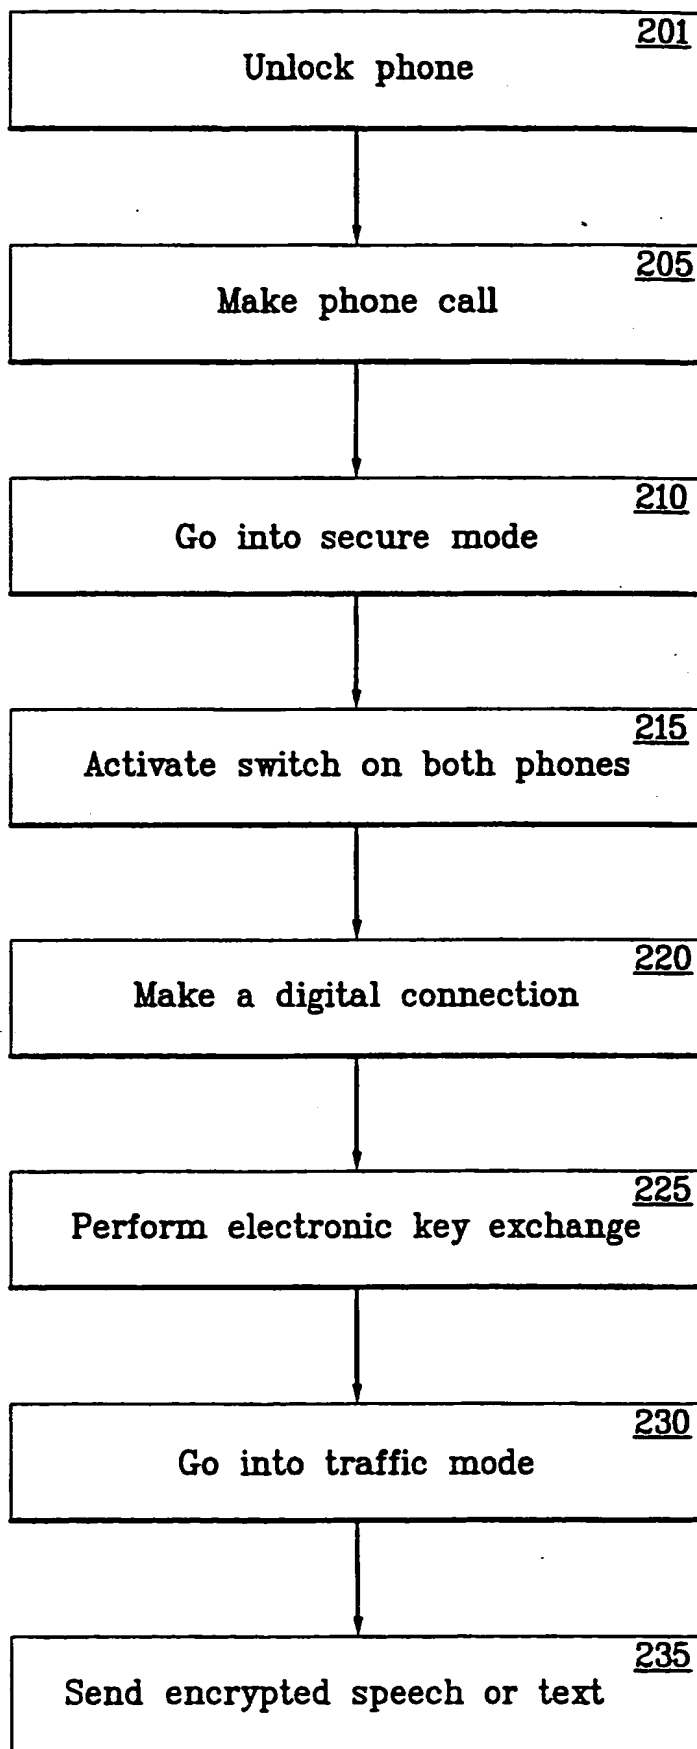 201
Unlock phone
205
Make phone call
210
Go into secure mode
215
Activate switch on both phones
220
Make a digital connection
225
Perform electronic key exchange
230
Go into traffic mode
235
Send encrypted speech or text